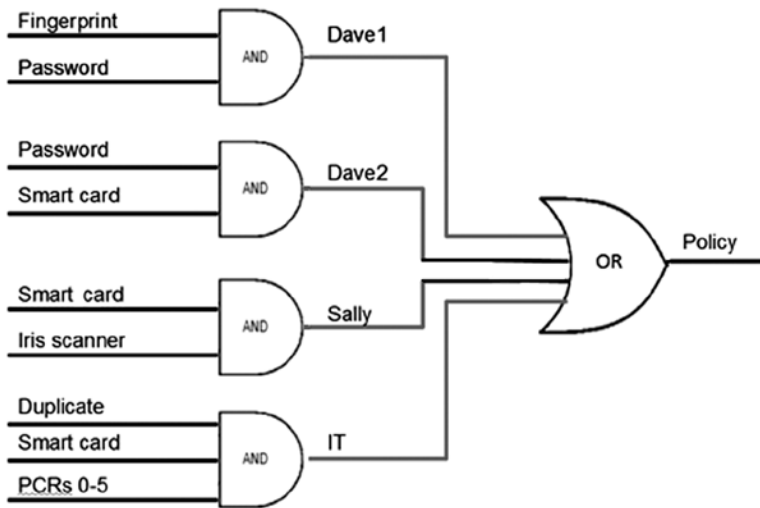 Fingerprint
Password
AND
Dave1
Password
Smart card
AND
Dave2
Smart card
Iris scanner
AND
Sally
Duplicate
Smart card
PCRs 0-5
AND
IT
OR
Policy